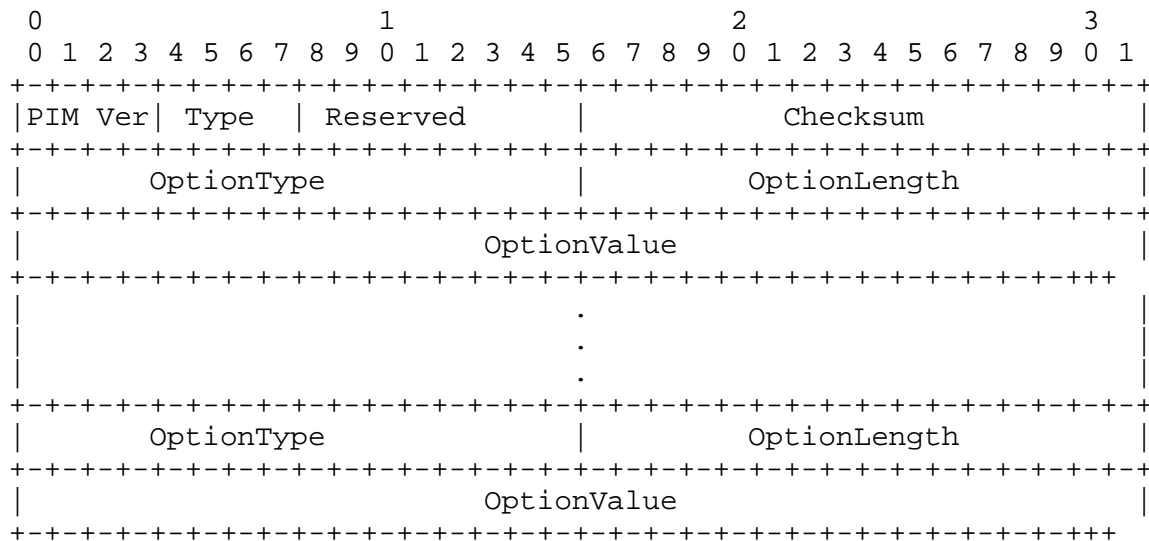 0                   1                   2                   3
 0 1 2 3 4 5 6 7 8 9 0 1 2 3 4 5 6 7 8 9 0 1 2 3 4 5 6 7 8 9 0 1
+-+-+-+-+-+-+-+-+-+-+-+-+-+-+-+-+-+-+-+-+-+-+-+-+-+-+-+-+-+-+-+-+
|PIM Ver| Type  | Reserved      |           Checksum            |
+-+-+-+-+-+-+-+-+-+-+-+-+-+-+-+-+-+-+-+-+-+-+-+-+-+-+-+-+-+-+-+-+
|       OptionType              |         OptionLength          |
+-+-+-+-+-+-+-+-+-+-+-+-+-+-+-+-+-+-+-+-+-+-+-+-+-+-+-+-+-+-+-+-+
|                          OptionValue                          |
+-+-+-+-+-+-+-+-+-+-+-+-+-+-+-+-+-+-+-+-+-+-+-+-+-+-+-+-+-+-+++
|                               .                               |
|                               .                               |
|                               .                               |
+-+-+-+-+-+-+-+-+-+-+-+-+-+-+-+-+-+-+-+-+-+-+-+-+-+-+-+-+-+-+-+-+
|       OptionType              |         OptionLength          |
+-+-+-+-+-+-+-+-+-+-+-+-+-+-+-+-+-+-+-+-+-+-+-+-+-+-+-+-+-+-+-+-+
|                          OptionValue                          |
+-+-+-+-+-+-+-+-+-+-+-+-+-+-+-+-+-+-+-+-+-+-+-+-+-+-+-+-+-+-+++